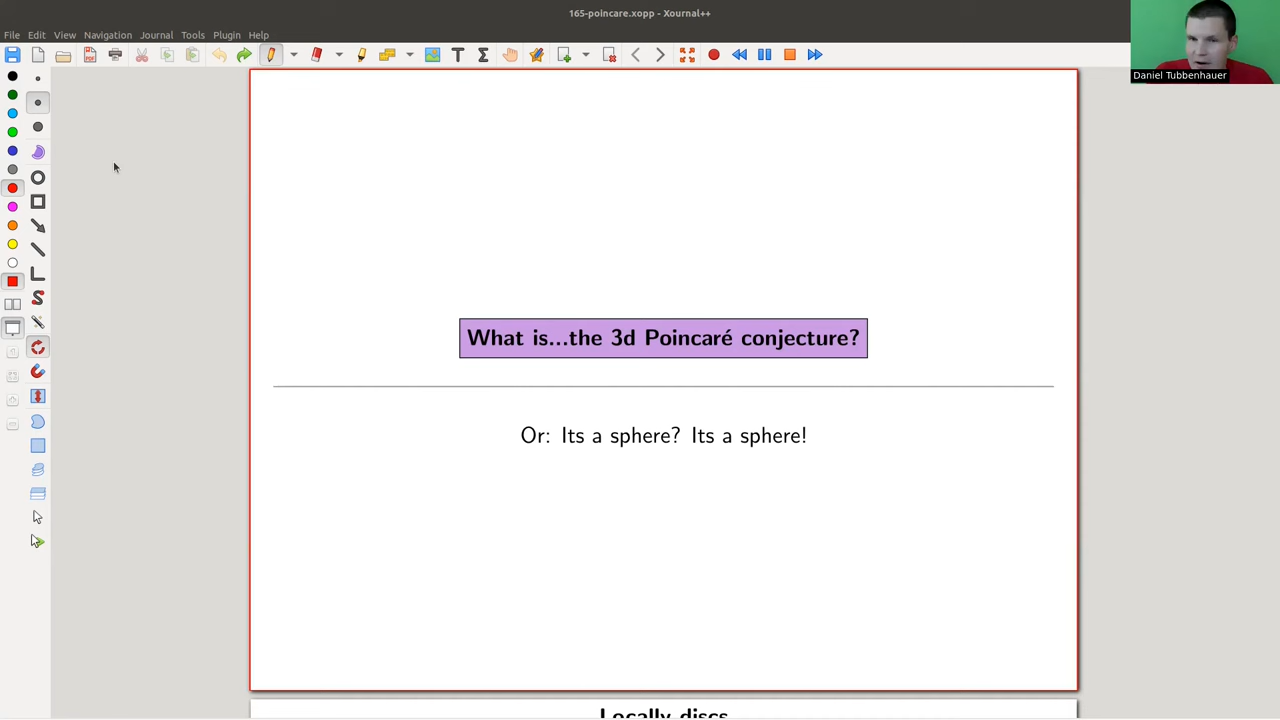 165-poincare.xopp - Xournal++
File Edit View Navigation Journal Tools Plugin Help
Daniel Tubbenhauer
What is...the 3d Poincaré conjecture?
Or: Its a sphere? Its a sphere!
Locally discs